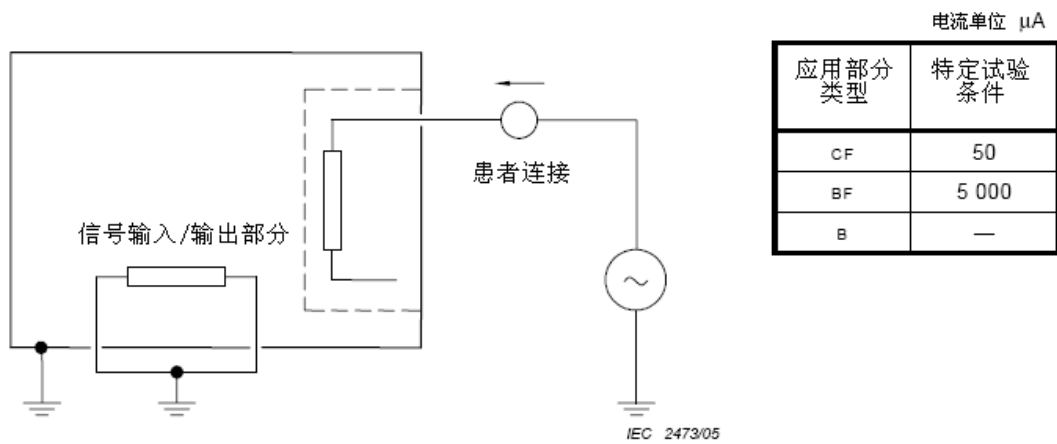 电流单位 μA
应用部分
类型
特定试验
条件
CF
50
BF
5 000
B
—
患者连接
信号输入/输出部分
IEC 2473/05